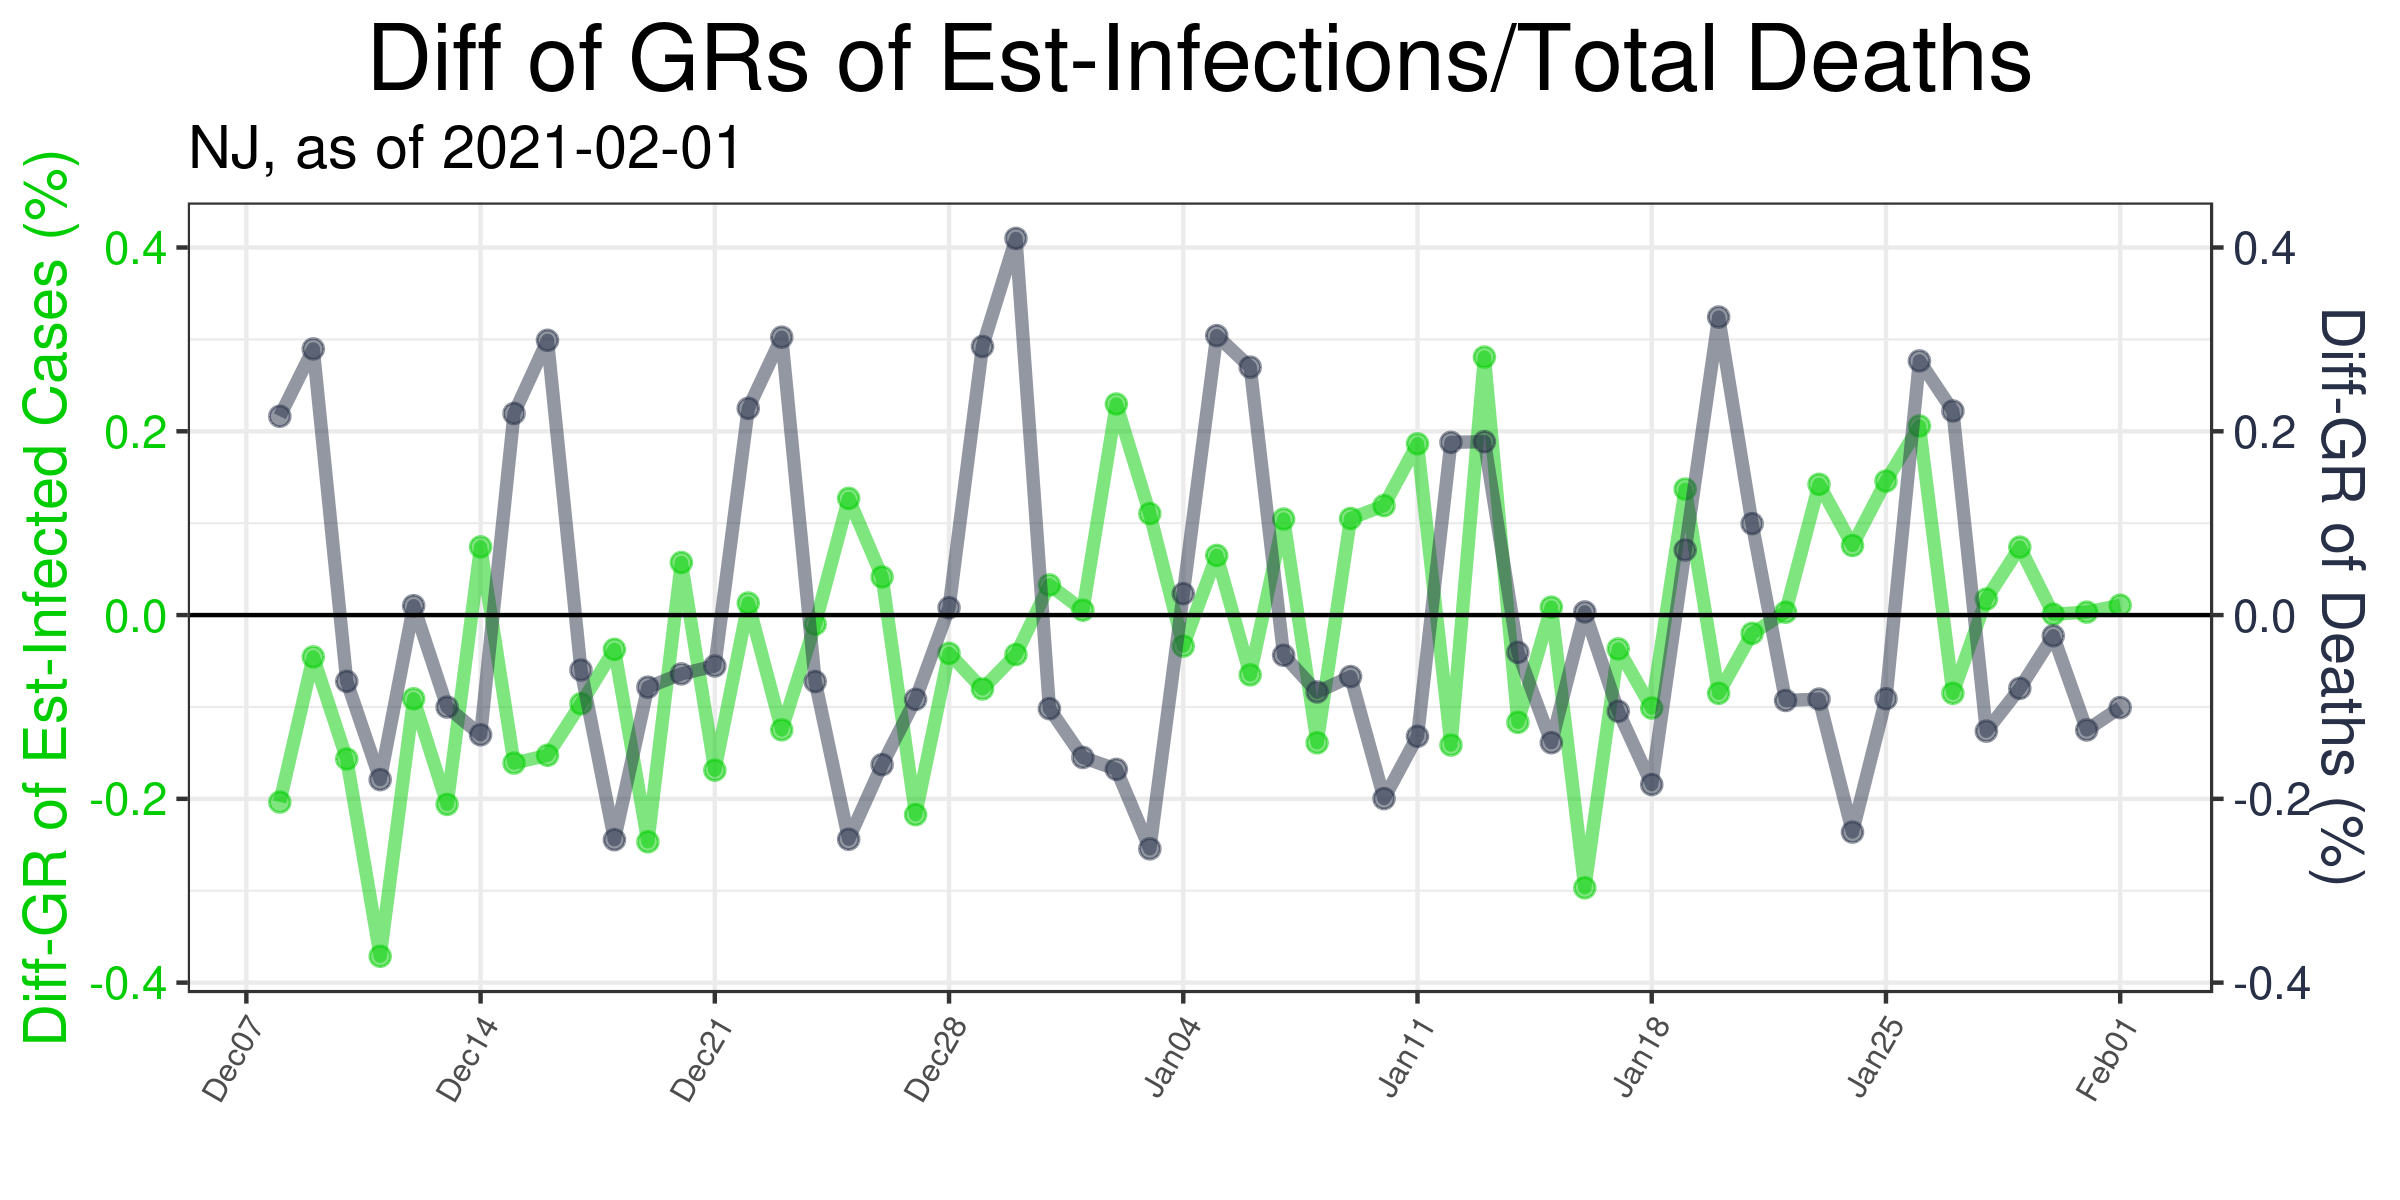 Diff of GRs of Est-Infections/Total Deaths
NJ, as of 2021-02-01
Diff-GR of Est-Infected Cases (%)
0.4
0.2
0.0
-0.2
-0.4
0.4
0.2
0.0
-0.2
-0.4
Diff-GR of Deaths (%)
Dec07
Dec14
Dec21
Dec28
Jan04
Jan11
Jan18
Jan25
Feb01